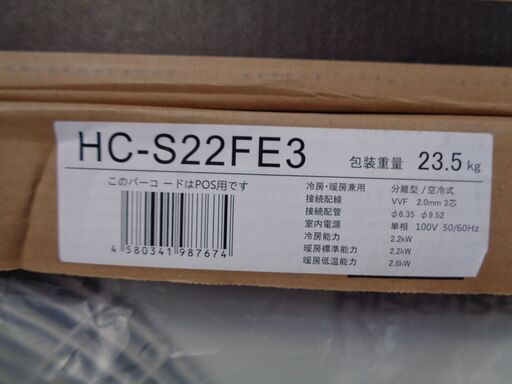 HC-S22FE3
包装重量 23.5kg
このバーコードはPOS用です
4 580341 987674
冷房・暖房兼用 分離型/空冷式
接続配線 VVF 2.0mm 3芯
接続配管 φ6.35 φ9.52
室内電源 単相 100V 50/60Hz
冷房能力 2.2kW
暖房標準能力 2.2kW
暖房低温能力 2.8kW